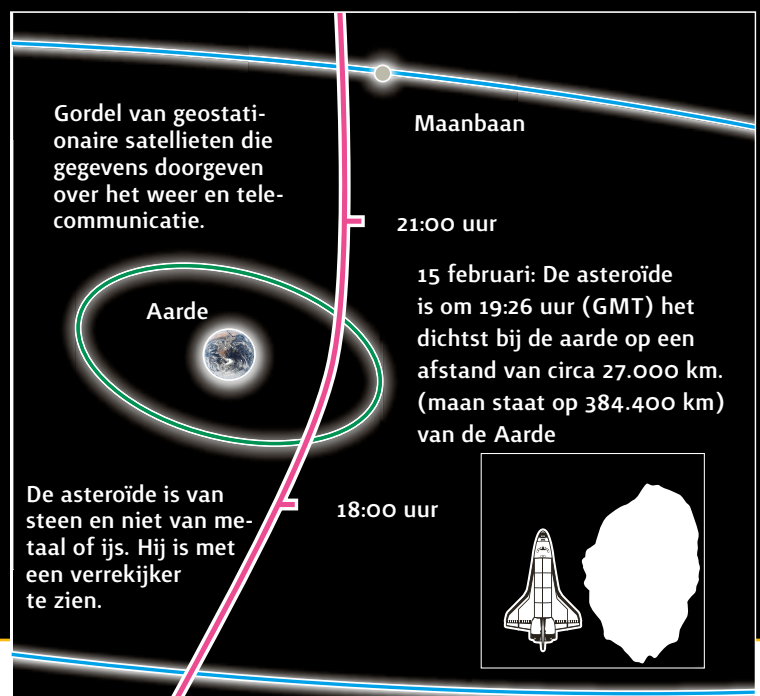 Gordel van geostati-
onaire satellieten die
gegevens doorgeven
over het weer en tele-
communicatie.
Maanbaan
21:00 uur
Aarde
15 februari: De asteroïde
is om 19:26 uur (GMT) het
dichtst bij de aarde op een
afstand van circa 27.000 km.
(maan staat op 384.400 km)
van de Aarde
De asteroïde is van
steen en niet van me-
taal of ijs. Hij is met
een verrekijker
te zien.
18:00 uur